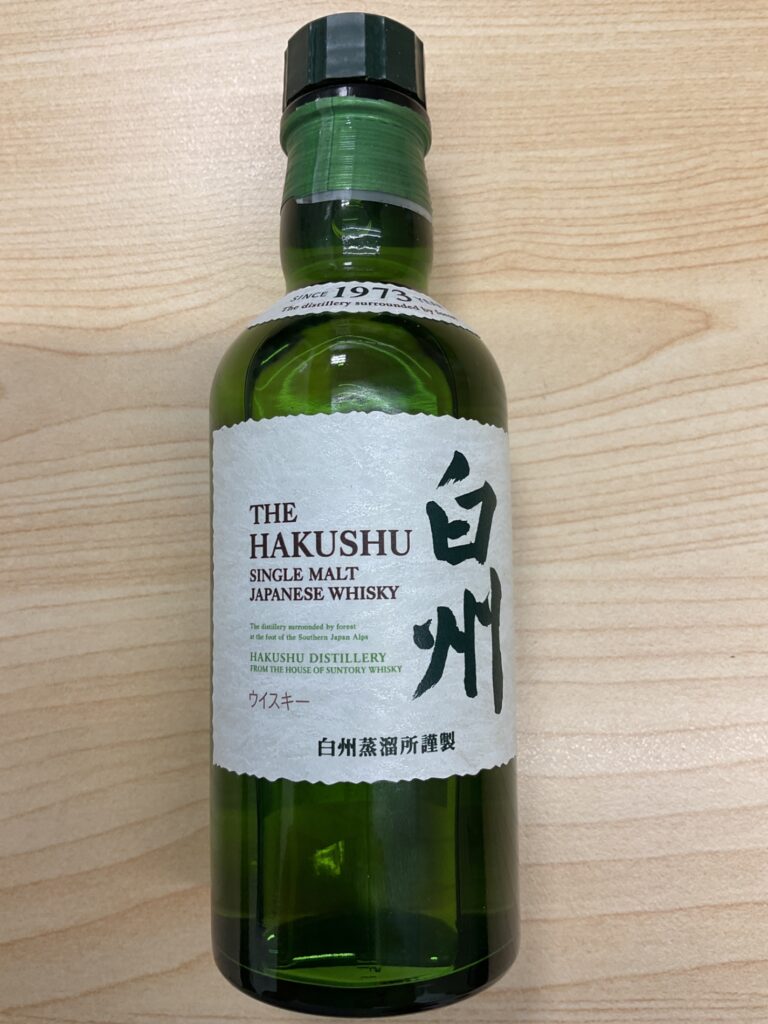 SINCE 1973
The distillery surrounded by
THE
HAKUSHU
SINGLE MALT
JAPANESE WHISKY
白州
The distillery surrounded by forest
at the foot of the Southern Japan Alps
HAKUSHU DISTILLERY
FROM THE HOUSE OF SUNTORY WHISKY
ウイスキー
白州蒸溜所謹製